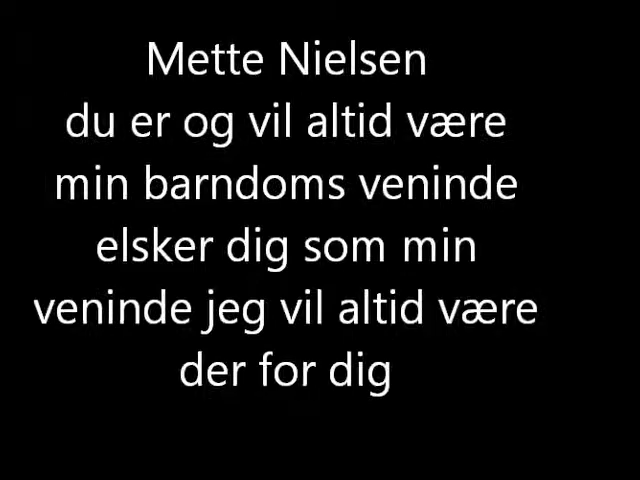 Mette Nielsen
du er og vil altid være
min barndoms veninde
elsker dig som min
veninde jeg vil altid være
der for dig